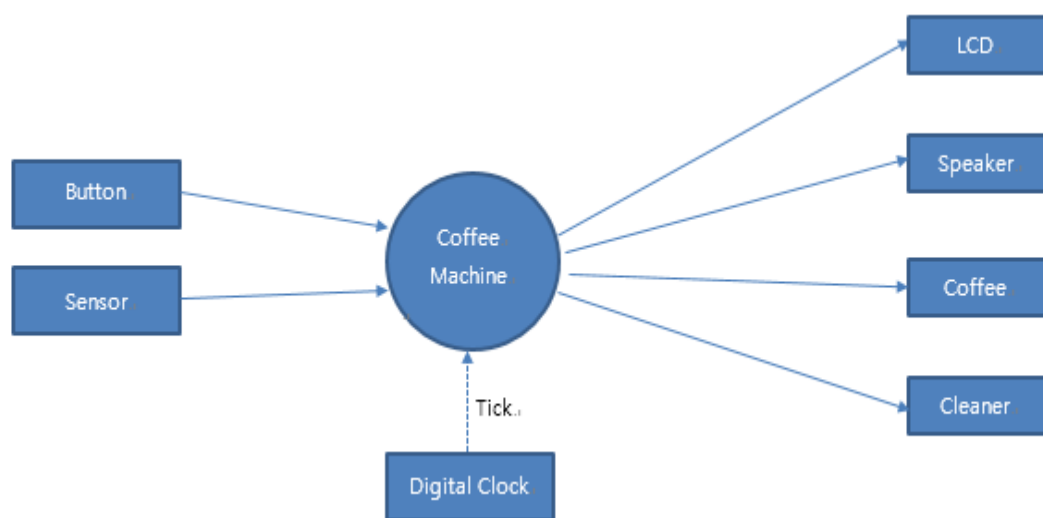 LCD
Speaker
Button
Coffee
Machine
Sensor
Coffee
Cleaner
Tick
Digital Clock